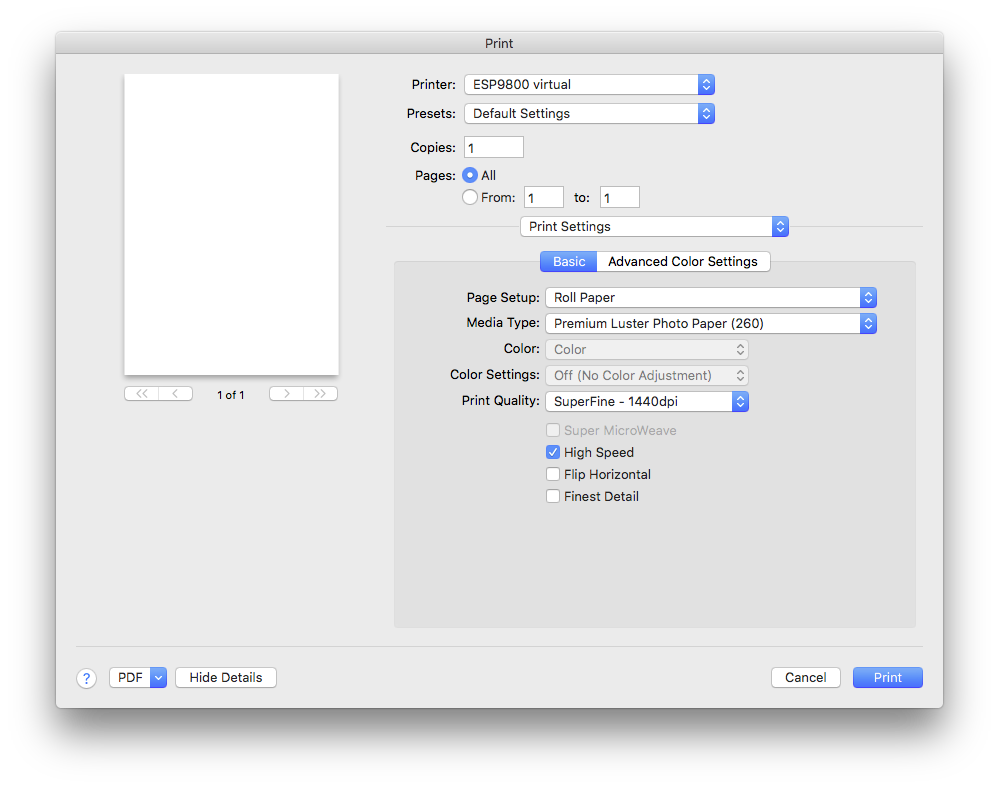 Print
Printer: ESP9800 virtual
Presets: Default Settings
Copies: 1
Pages: All
From: 1 to: 1
Print Settings
Basic Advanced Color Settings
Page Setup: Roll Paper
Media Type: Premium Luster Photo Paper (260)
Color: Color
Color Settings: Off (No Color Adjustment)
Print Quality: SuperFine - 1440dpi
Super MicroWeave
High Speed
Flip Horizontal
Finest Detail
1 of 1
? PDF Hide Details Cancel Print